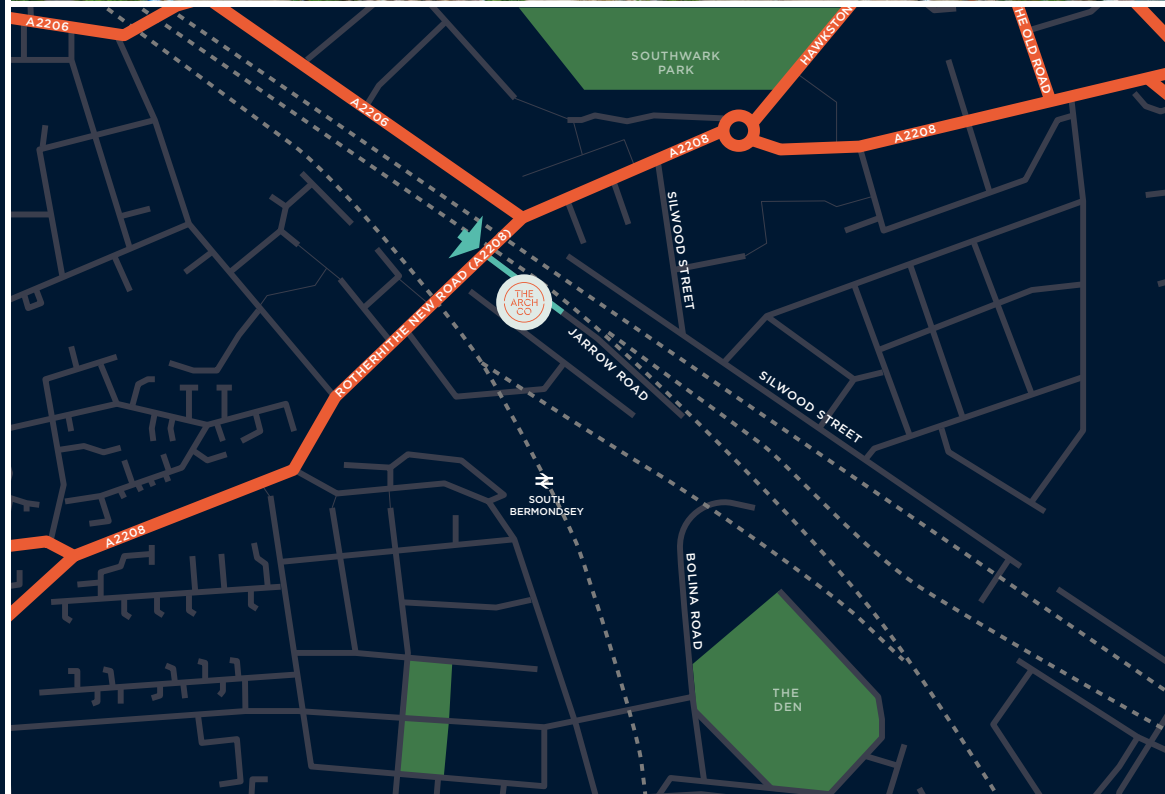 A2206
HAWKSTON
HE OLD ROAD
SOUTHWARK
PARK
A2206
A2208
A2208
SILWOOD STREET
ROTHERHITHE NEW ROAD (A2208)
THE
ARCH
CO
JARROW ROAD
SILWOOD STREET
SOUTH
BERMONDSEY
A2208
BOLINA ROAD
THE
DEN